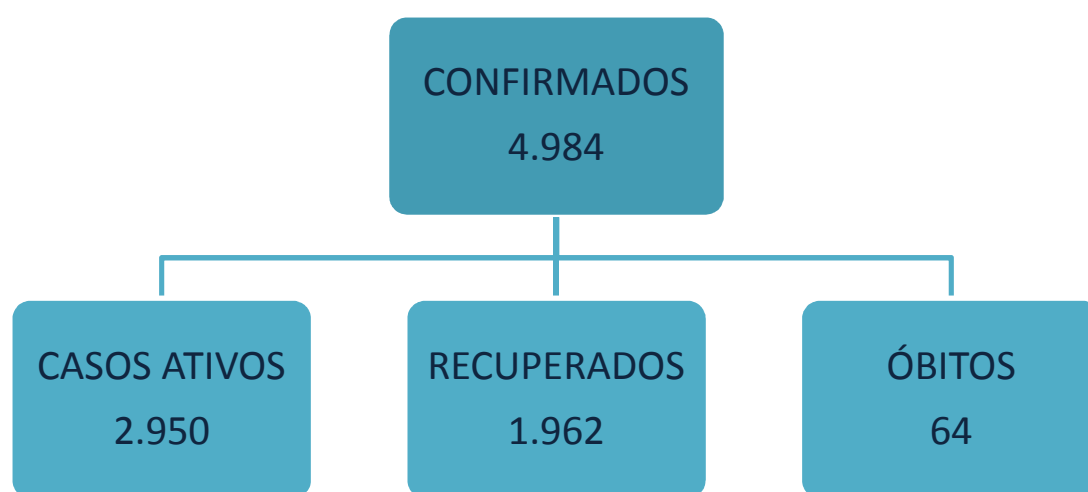 CONFIRMADOS
4.984
CASOS ATIVOS
2.950
RECUPERADOS
1.962
ÓBITOS
64